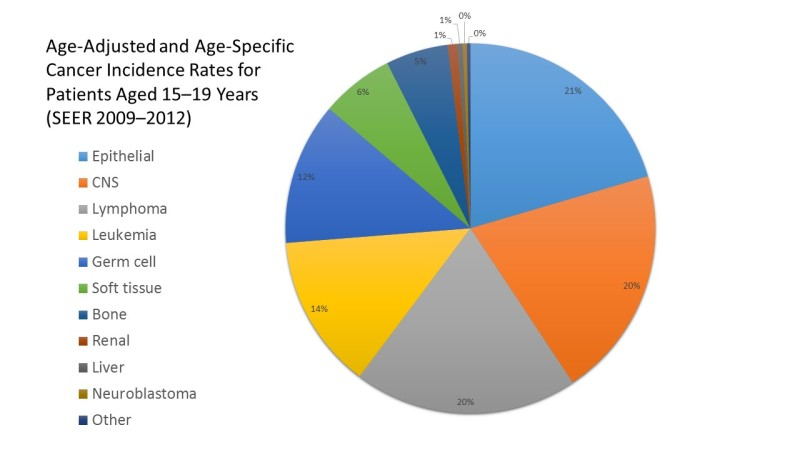 Age-Adjusted and Age-Specific
Cancer Incidence Rates for
Patients Aged 15–19 Years
(SEER 2009–2012)
Epithelial
CNS
Lymphoma
Leukemia
Germ cell
Soft tissue
Bone
Renal
Liver
Neuroblastoma
Other
21%
20%
20%
14%
12%
6%
5%
1%
1%
0%
0%